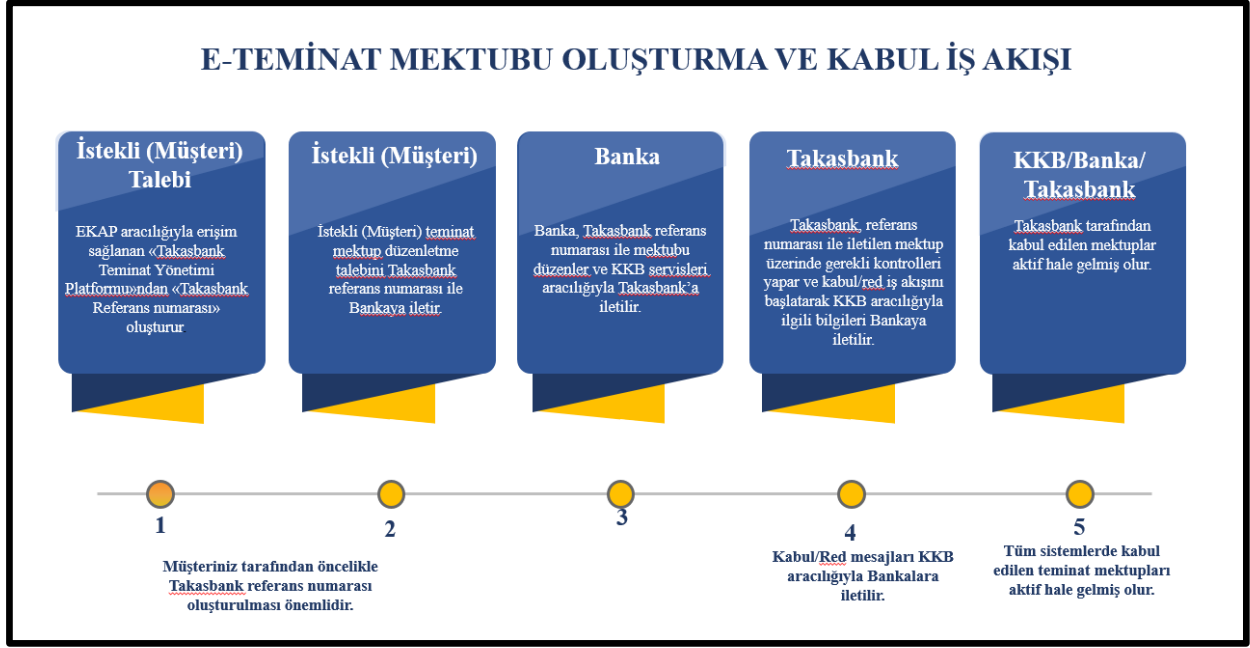 E-TEMİNAT MEKTUBU OLUŞTURMA VE KABUL İŞ AKIŞI
İstekli (Müşteri)
Talebi
EKAP aracılığıyla erişim
sağlanan «Takasbank
Teminat Yönetimi
Platformu»ndan «Takasbank
Referans numarası»
oluşturur.
İstekli (Müşteri)
İstekli (Müşteri) teminat
mektup düzenletme
talebini Takasbank
referans numarası ile
Bankaya iletir.
Banka
Banka, Takasbank referans
numarası ile mektubu
düzenler ve KKB servisleri
aracılığıyla Takasbank'a
iletilir.
Takasbank
Takasbank, referans
numarası ile iletilen mektup
üzerinde gerekli kontrolleri
yapar ve kabul/red iş akışını
başlatarak KKB aracılığıyla
ilgili bilgileri Bankaya
iletilir.
KKB/Banka/
Takasbank
Takasbank tarafından
kabul edilen mektuplar
aktif hale gelmiş olur.
1
2
3
4
5
Müşteriniz tarafından öncelikle
Takasbank referans numarası
oluşturulması önemlidir.
Kabul/Red mesajları KKB
aracılığıyla Bankalara
iletilir.
Tüm sistemlerde kabul
edilen teminat mektupları
aktif hale gelmiş olur.